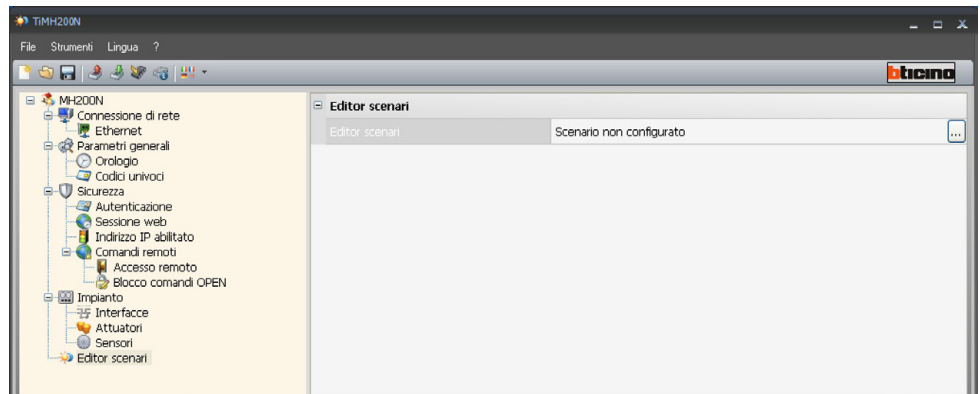 TiMH200N
File Strumenti Lingua ?
bticino
MH200N
Connessione di rete
Ethernet
Parametri generali
Orologio
Codici univoci
Sicurezza
Autenticazione
Sessione web
Indirizzo IP abilitato
Comandi remoti
Accesso remoto
Blocco comandi OPEN
Impianto
Interfacce
Attuatori
Sensori
Editor scenari
Editor scenari
Editor scenari Scenario non configurato ...